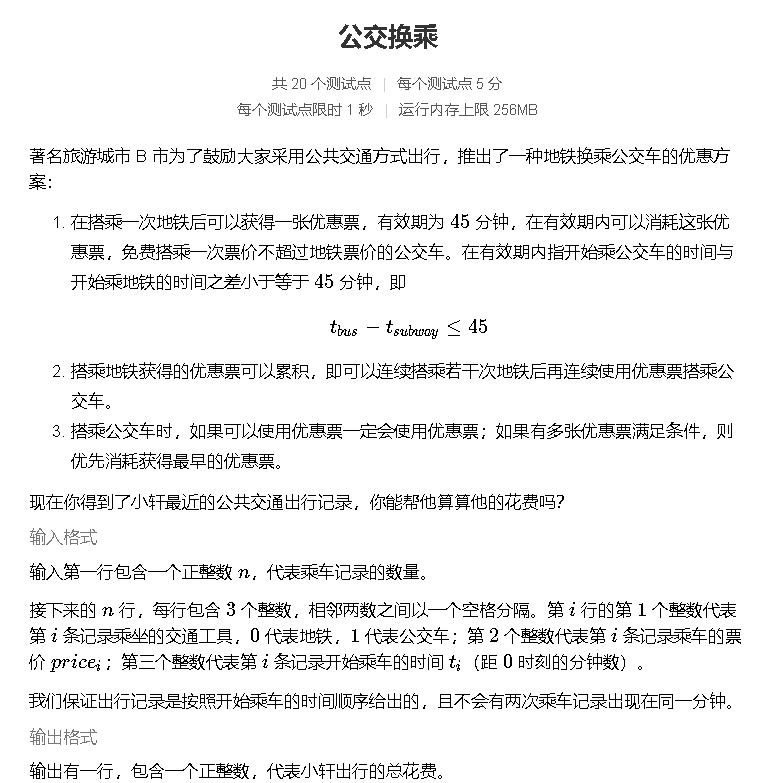 公交换乘
共 20 个测试点 | 每个测试点 5 分
每个测试点限时 1 秒 | 运行内存上限 256MB
著名旅游城市 B 市为了鼓励大家采用公共交通方式出行，推出了一种地铁换乘公交车的优惠方
案：
1. 在搭乘一次地铁后可以获得一张优惠票，有效期为 45 分钟，在有效期内可以消耗这张优
惠票，免费搭乘一次票价不超过地铁票价的公交车。在有效期内指开始乘公交车的时间与
开始乘地铁的时间之差小于等于 45 分钟，即
t_{bus} − t_{subway} ≤ 45
2. 搭乘地铁获得的优惠票可以累积，即可以连续搭乘若干次地铁后再连续使用优惠票搭乘公
交车。
3. 搭乘公交车时，如果可以使用优惠票一定会使用优惠票；如果有多张优惠票满足条件，则
优先消耗获得最早的优惠票。
现在你得到了小轩最近的公共交通出行记录，你能帮他算算他的花费吗？
输入格式
输入第一行包含一个正整数 n，代表乘车记录的数量。
接下来的 n 行，每行包含 3 个整数，相邻两数之间以一个空格分隔。第 i 行的第 1 个整数代表
第 i 条记录乘坐的交通工具，0 代表地铁，1 代表公交车；第 2 个整数代表第 i 条记录乘车的票
价 price_i；第三个整数代表第 i 条记录开始乘车的时间 t_i（距 0 时刻的分钟数）。
我们保证出行记录是按照开始乘车的时间顺序给出的，且不会有两次乘车记录出现在同一分钟。
输出格式
输出有一行，包含一个正整数，代表小轩出行的总花费。